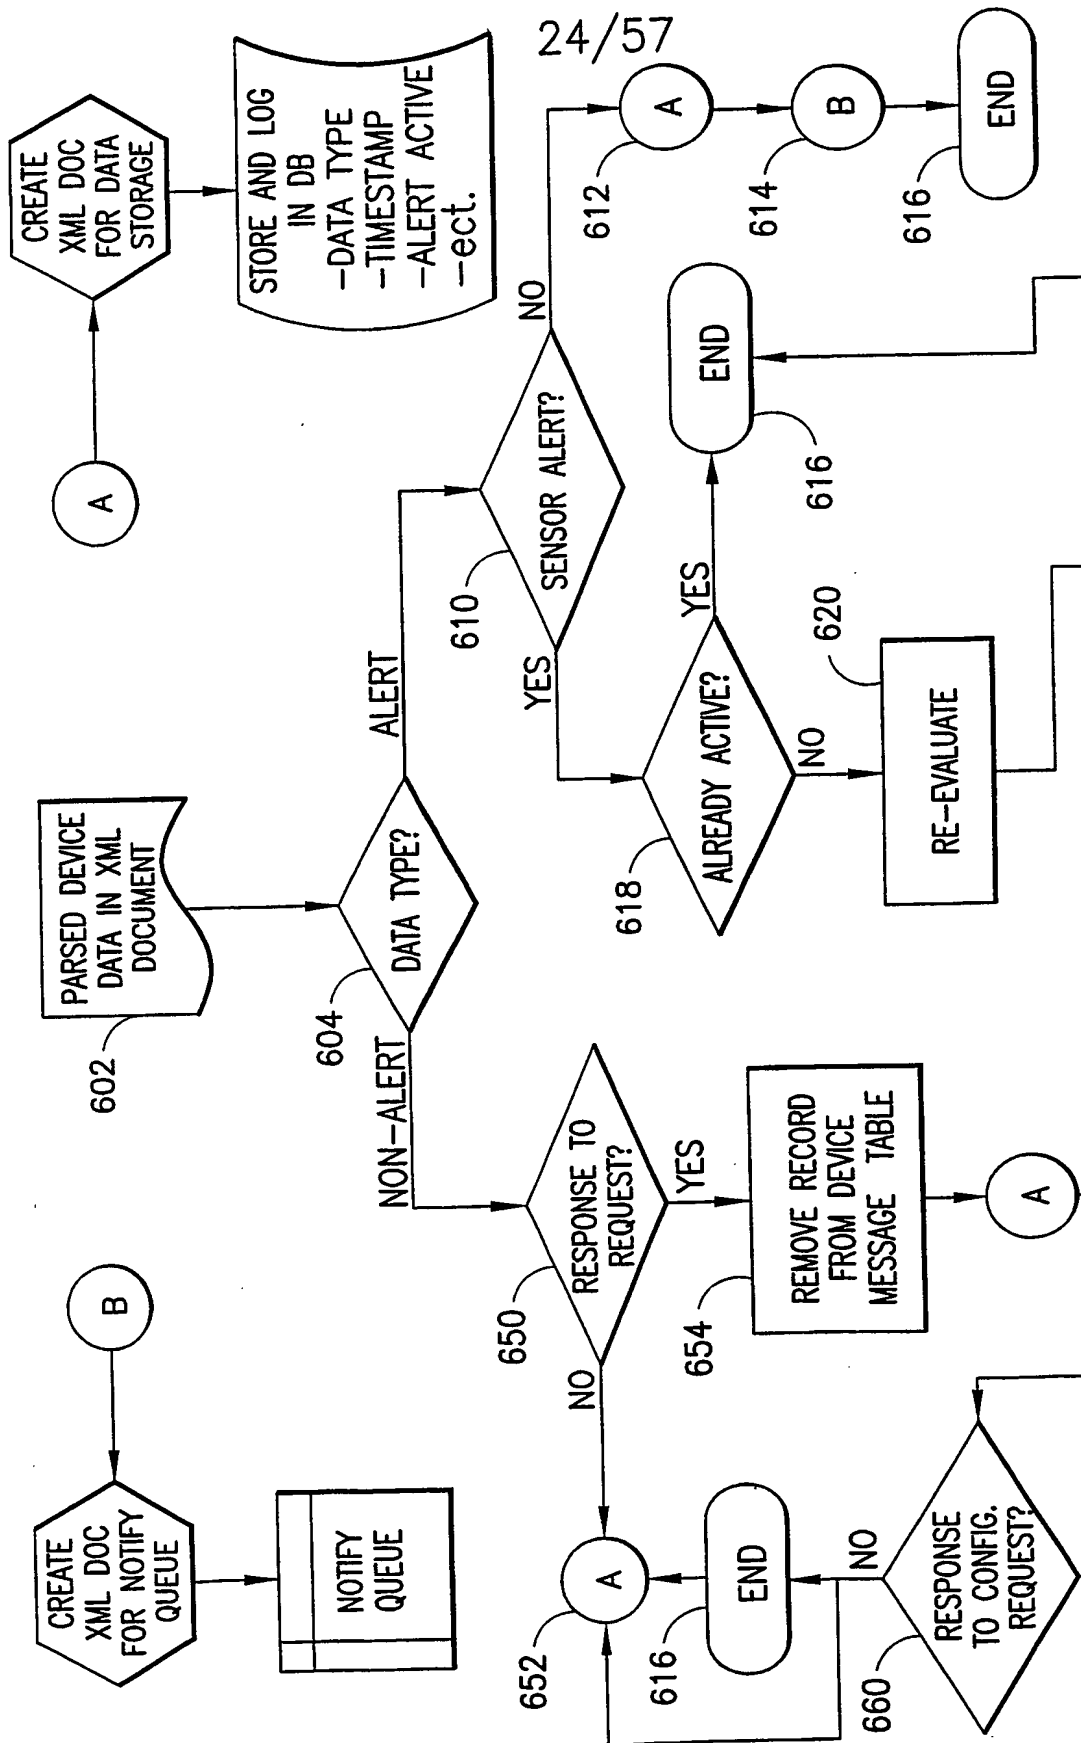 24/57
B
CREATE
XML DOC
FOR NOTIFY
QUEUE
NOTIFY
QUEUE
PARSED DEVICE
DATA IN XML
DOCUMENT
602
A
CREATE
XML DOC
FOR DATA
STORAGE
STORE AND LOG
IN DB
-DATA TYPE
-TIMESTAMP
-ALERT ACTIVE
-ect.
DATA TYPE?
604
NON-ALERT
ALERT
RESPONSE TO
REQUEST?
650
NO
YES
A
652
REMOVE RECORD
FROM DEVICE
MESSAGE TABLE
654
A
END
616
NO
RESPONSE
TO CONFIG.
REQUEST?
660
SENSOR ALERT?
610
YES
NO
ALREADY ACTIVE?
618
YES
NO
END
616
RE-EVALUATE
620
A
612
B
614
END
616